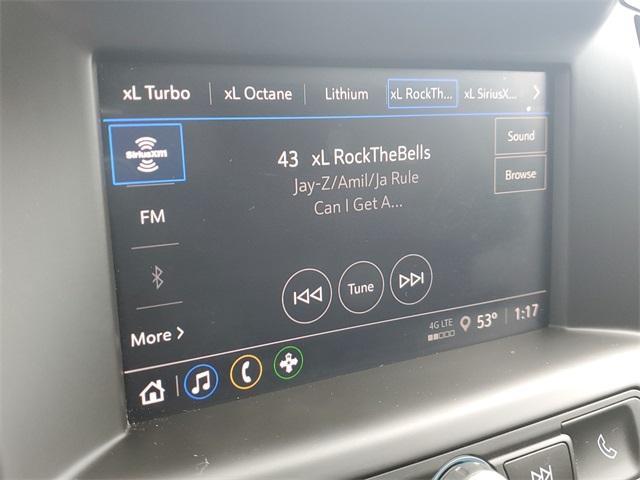 xL Turbo
xL Octane
Lithium
xL RockTh...
xL SiriusX...
SiriusXM
43 xL RockTheBells
Jay-Z/Amil/Ja Rule
Can I Get A...
Sound
Browse
FM
Tune
More
4G LTE
53°
1:17